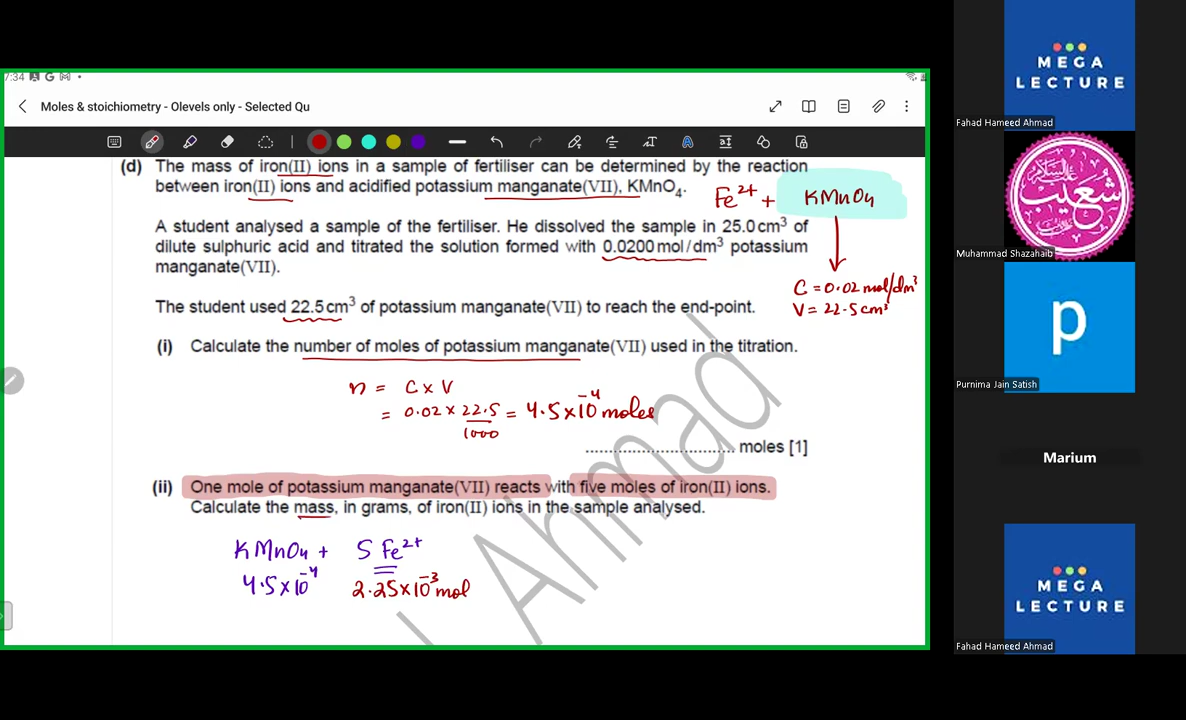 7:34
Moles & stoichiometry - Olevels only - Selected Qu
(d) The mass of iron(II) ions in a sample of fertiliser can be determined by the reaction
between iron(II) ions and acidified potassium manganate(VII), KMnO₄.
Fe²⁺ + KMnO₄
A student analysed a sample of the fertiliser. He dissolved the sample in 25.0 cm³ of
dilute sulphuric acid and titrated the solution formed with 0.0200 mol/dm³ potassium
manganate(VII).
C = 0.02 mol/dm³
V = 22.5 cm³
The student used 22.5 cm³ of potassium manganate(VII) to reach the end-point.
(i) Calculate the number of moles of potassium manganate(VII) used in the titration.
n = C × V
= 0.02 × 22.5/1000 = 4.5 × 10⁻⁴ moles
.................................. moles [1]
(ii) One mole of potassium manganate(VII) reacts with five moles of iron(II) ions.
Calculate the mass, in grams, of iron(II) ions in the sample analysed.
KMnO₄ + 5 Fe²⁺
4.5 × 10⁻⁴ 2.25 × 10⁻³ mol
Ahmad
MEGA
LECTURE
Fahad Hameed Ahmad
Muhammad Shazahaib
p
Purnima Jain Satish
Marium
MEGA
LECTURE
Fahad Hameed Ahmad